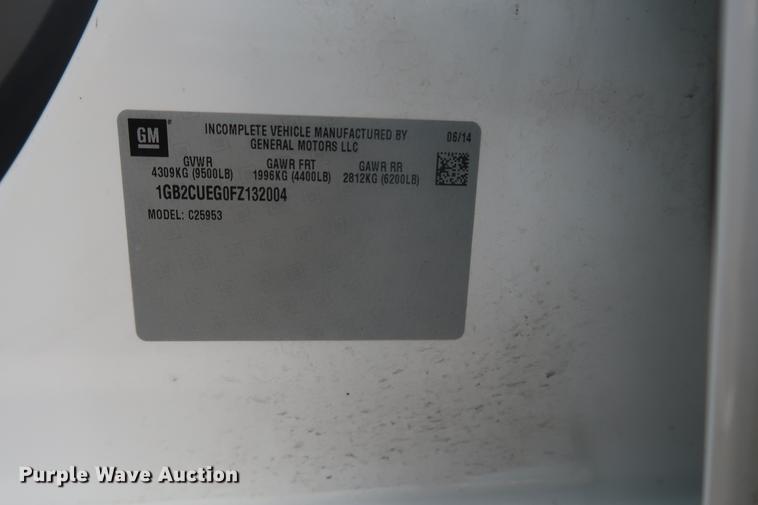 GM
INCOMPLETE VEHICLE MANUFACTURED BY
GENERAL MOTORS LLC
06/14
GVWR GAWR FRT GAWR RR
4309KG (9500LB) 1996KG (4400LB) 2812KG (6200LB)
1GB2CUEG0FZ132004
MODEL: C25953
Purple Wave Auction